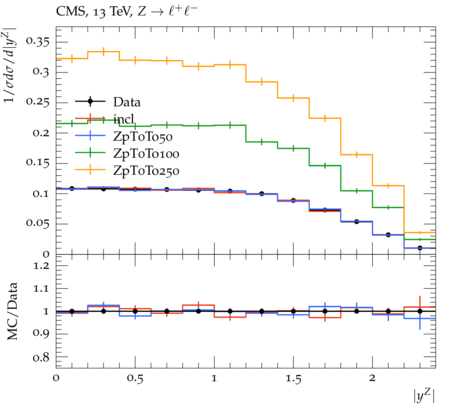 CMS, 13 TeV, Z → ℓ⁺ℓ⁻
1/σdσ/d|y^Z|
0.35
0.3
0.25
0.2
0.15
0.1
0.05
0
Data
incl
ZpToTo50
ZpToTo100
ZpToTo250
MC/Data
1.2
1.1
1
0.9
0.8
0 0.5 1 1.5 2
|y^Z|